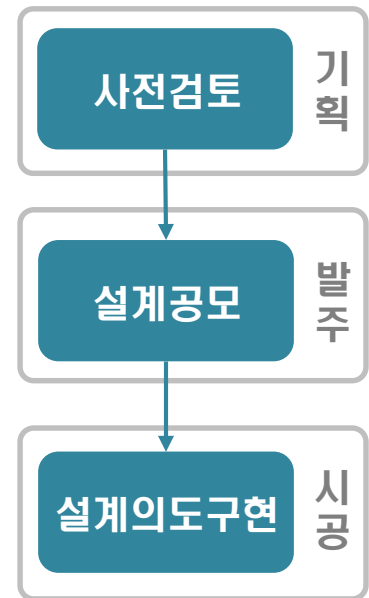 사전검토
기획
설계공모
발주
설계의도구현
시공